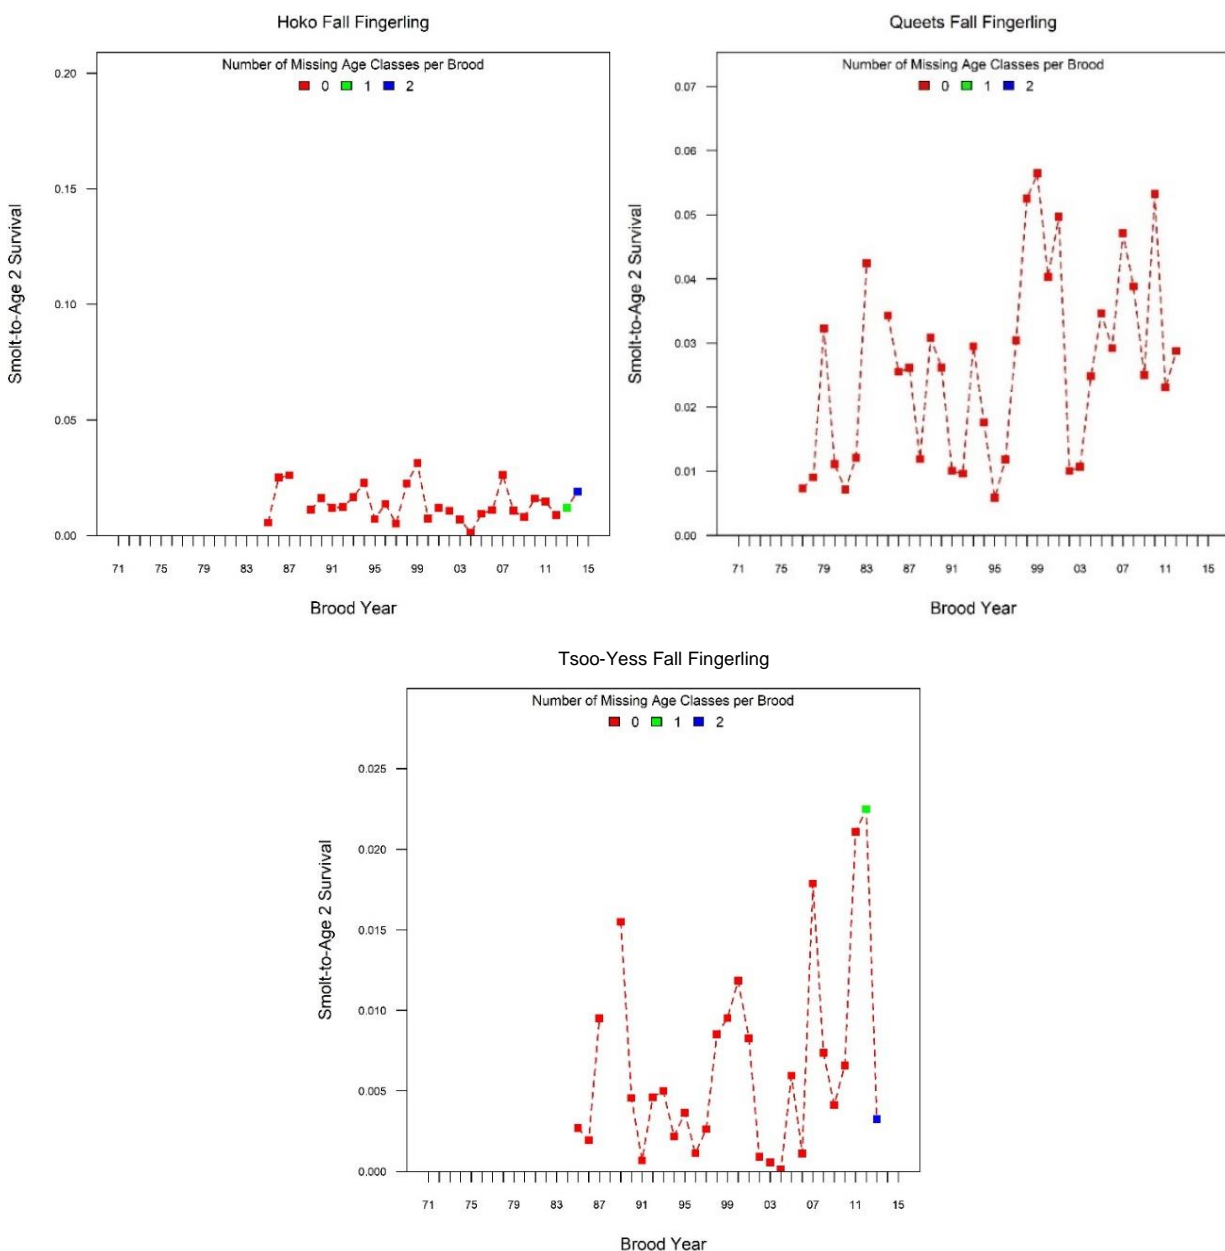 Hoko Fall Fingerling
Number of Missing Age Classes per Brood
0 1 2
Smolt-to-Age 2 Survival
0.20
0.15
0.10
0.05
0.00
71 75 79 83 87 91 95 99 03 07 11 15
Brood Year
Queets Fall Fingerling
Number of Missing Age Classes per Brood
0 1 2
Smolt-to-Age 2 Survival
0.07
0.06
0.05
0.04
0.03
0.02
0.01
0.00
71 75 79 83 87 91 95 99 03 07 11 15
Brood Year
Tsoo-Yess Fall Fingerling
Number of Missing Age Classes per Brood
0 1 2
Smolt-to-Age 2 Survival
0.025
0.020
0.015
0.010
0.005
0.000
71 75 79 83 87 91 95 99 03 07 11 15
Brood Year